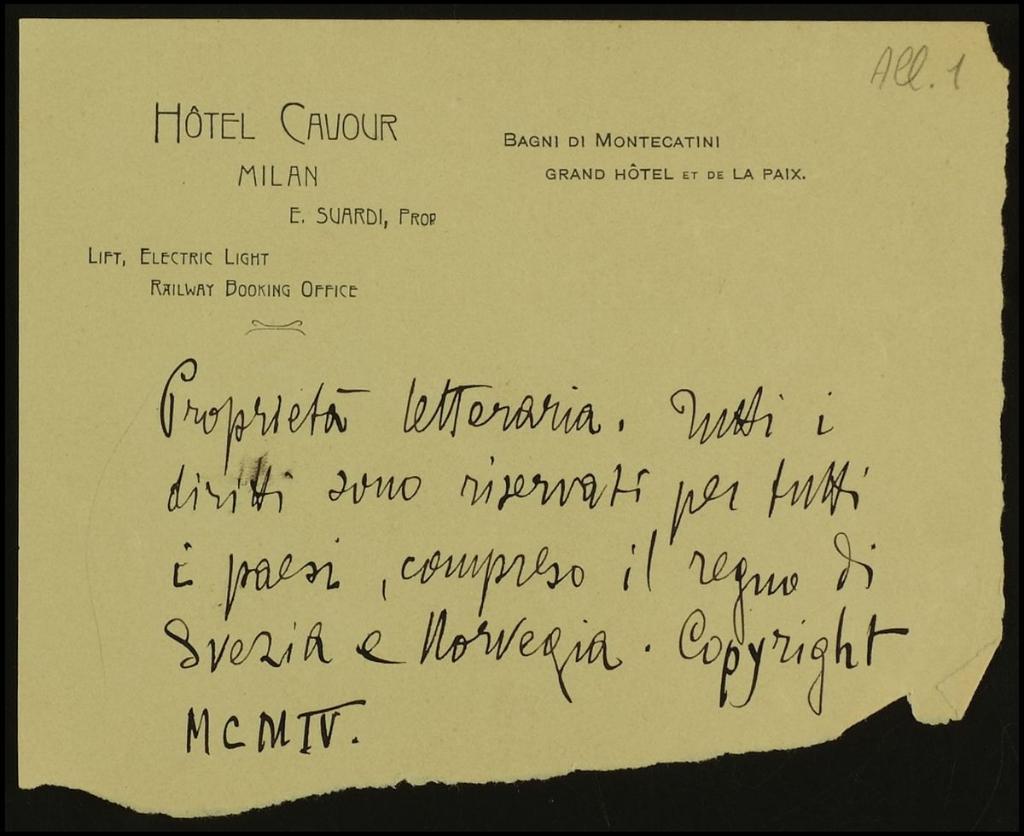 All. 1
HÔTEL CAVOUR
MILAN
E. SUARDI, PROP
LIFT, ELECTRIC LIGHT
RAILWAY BOOKING OFFICE
BAGNI DI MONTECATINI
GRAND HÔTEL ET DE LA PAIX.
Proprietà letteraria. Tutti i
diritti sono riservati per tutti
i paesi, compreso il regno di
Svezia e Norvegia. Copyright
MCMIV.